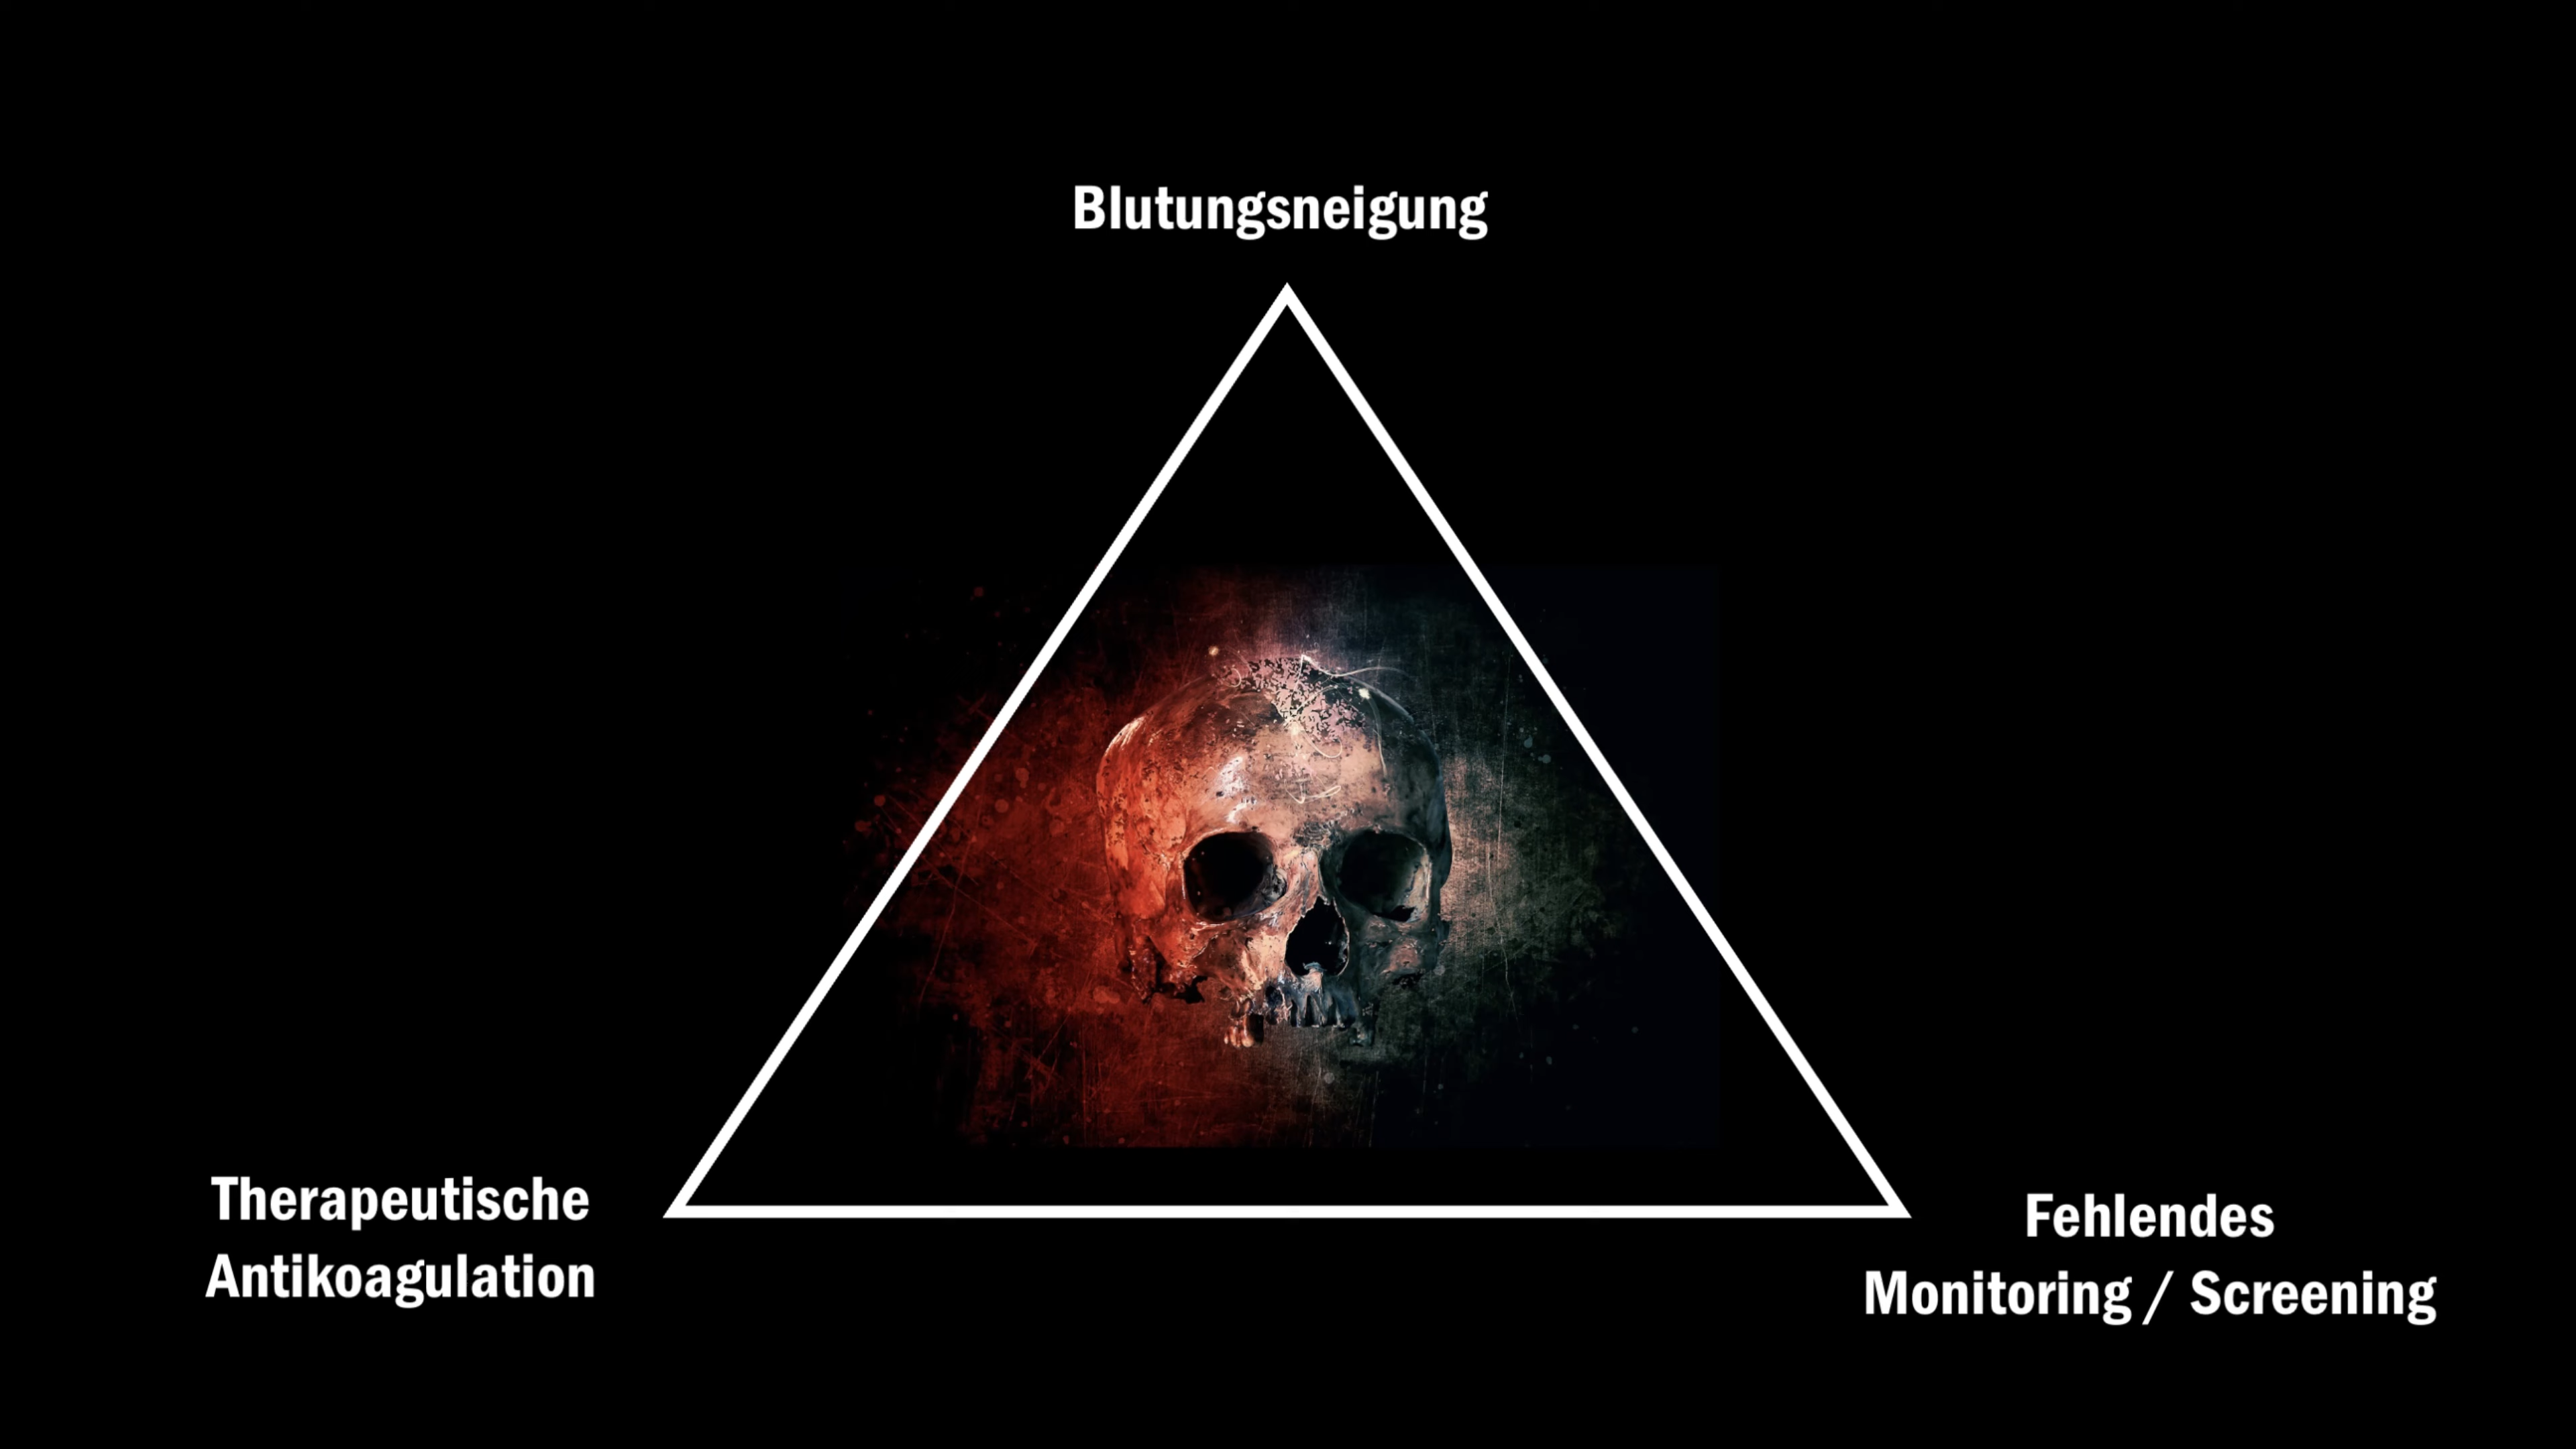 Blutungsneigung
Therapeutische
Antikoagulation
Fehlendes
Monitoring / Screening